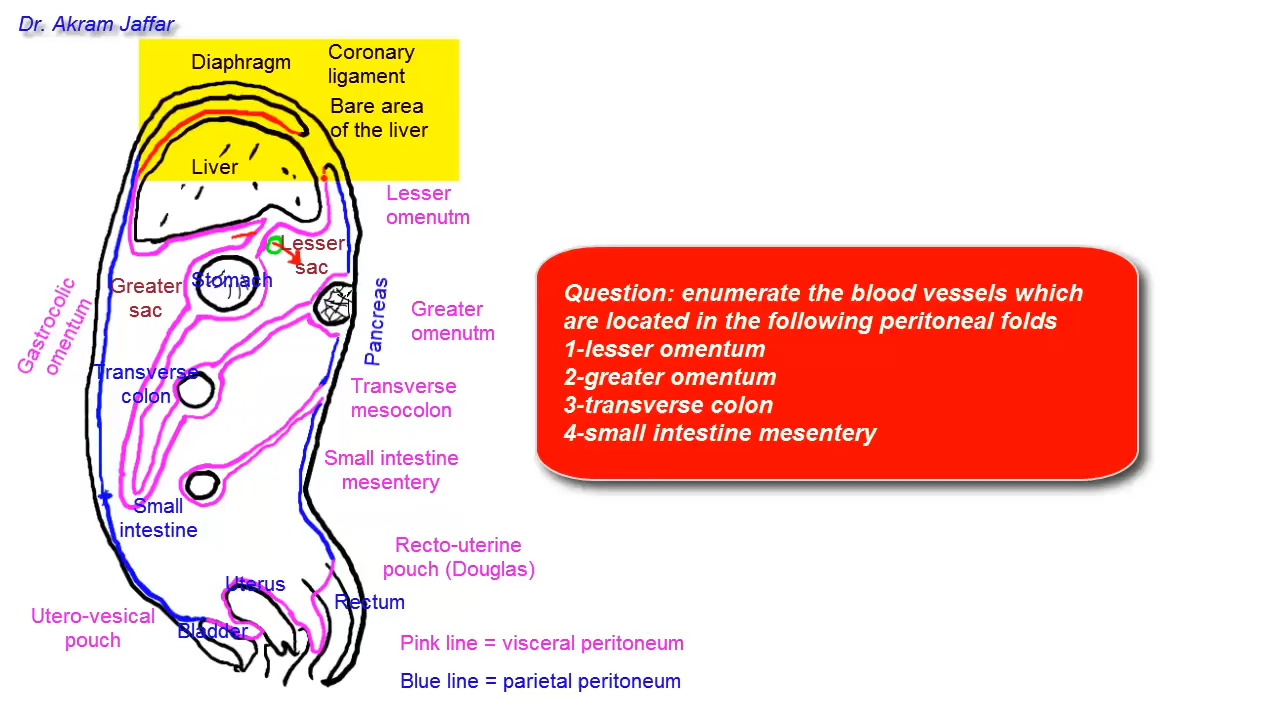 Dr. Akram Jaffar
Diaphragm
Coronary
ligament
Bare area
of the liver
Liver
Lesser
omenutm
Lesser
sac
Stomach
Greater
sac
Gastrocolic
omentum
Pancreas
Greater
omenutm
Transverse
colon
Transverse
mesocolon
Small intestine
mesentery
Small
intestine
Recto-uterine
pouch (Douglas)
Uterus
Rectum
Utero-vesical
pouch
Bladder
Pink line = visceral peritoneum
Blue line = parietal peritoneum
Question: enumerate the blood vessels which
are located in the following peritoneal folds
1-lesser omentum
2-greater omentum
3-transverse colon
4-small intestine mesentery